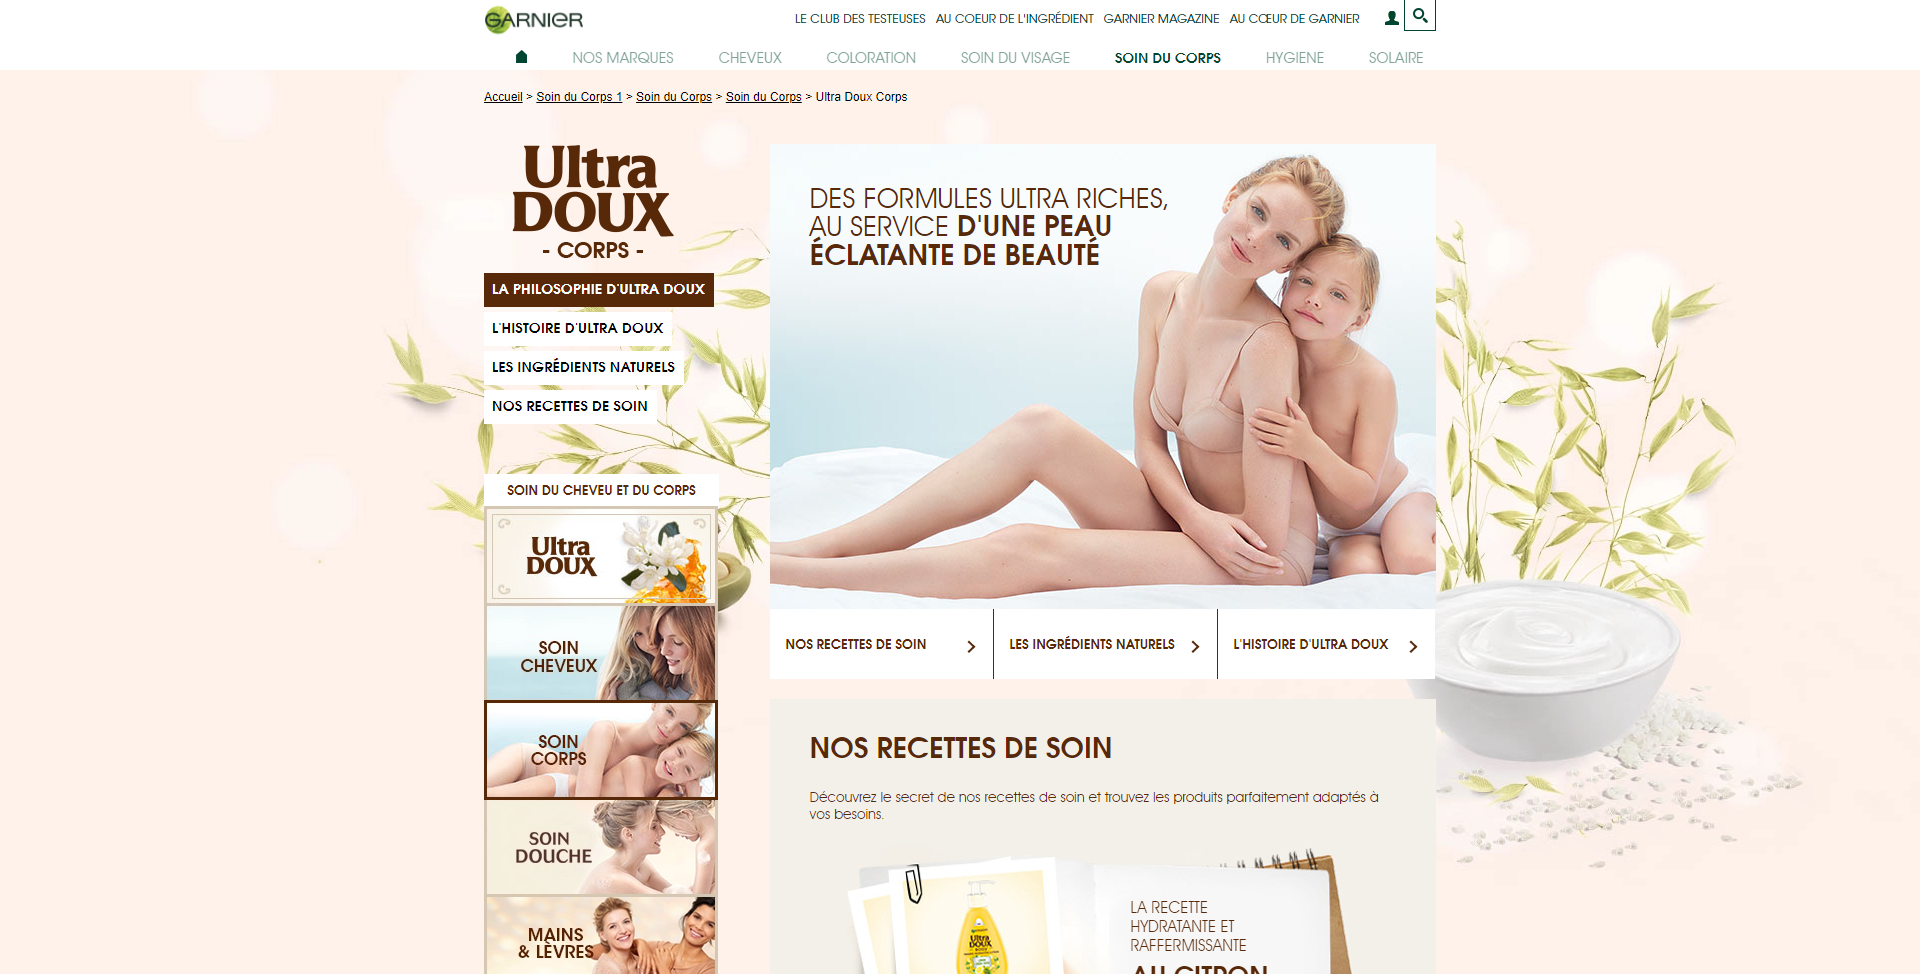 GARNIER
LE CLUB DES TESTEUSES
AU COEUR DE L'INGRÉDIENT
GARNIER MAGAZINE
AU CŒUR DE GARNIER
NOS MARQUES
CHEVEUX
COLORATION
SOIN DU VISAGE
SOIN DU CORPS
HYGIENE
SOLAIRE
Accueil > Soin du Corps 1 > Soin du Corps > Soin du Corps > Ultra Doux Corps
Ultra
DOUX
- CORPS -
LA PHILOSOPHIE D'ULTRA DOUX
L'HISTOIRE D'ULTRA DOUX
LES INGRÉDIENTS NATURELS
NOS RECETTES DE SOIN
SOIN DU CHEVEU ET DU CORPS
Ultra
DOUX
SOIN
CHEVEUX
SOIN
CORPS
SOIN
DOUCHE
MAINS
& LÈVRES
DES FORMULES ULTRA RICHES,
AU SERVICE D'UNE PEAU
ÉCLATANTE DE BEAUTÉ
NOS RECETTES DE SOIN
LES INGRÉDIENTS NATURELS
L'HISTOIRE D'ULTRA DOUX
NOS RECETTES DE SOIN
Découvrez le secret de nos recettes de soin et trouvez les produits parfaitement adaptés à
vos besoins.
Ultra
DOUX
LA RECETTE
HYDRATANTE ET
RAFFERMISSANTE
AU CITRON